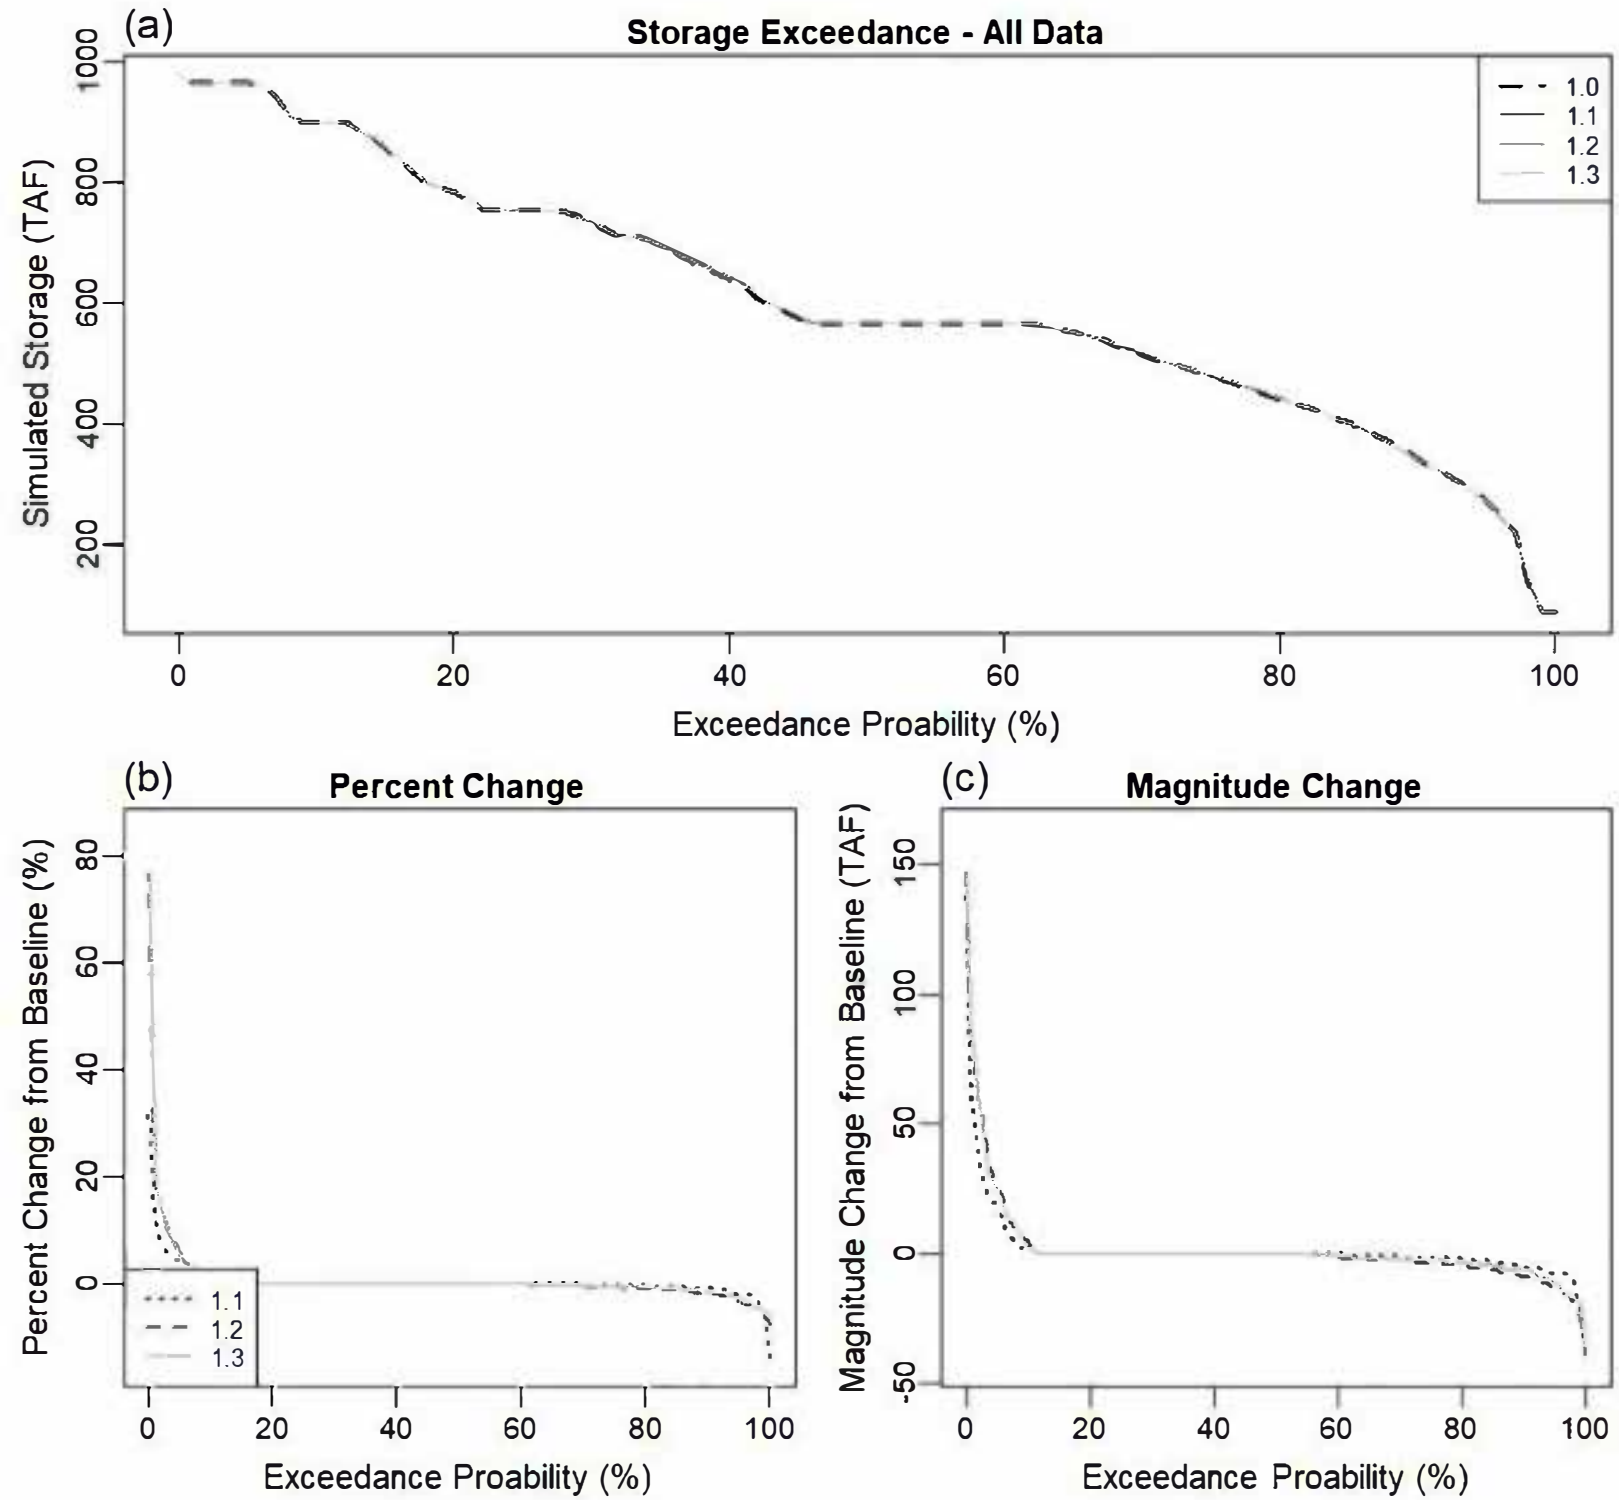 (a)
Storage Exceedance - All Data
Simulated Storage (TAF)
1000
800
600
400
200
1.0
1.1
1.2
1.3
0 20 40 60 80 100
Exceedance Proability (%)
(b)
Percent Change
Percent Change from Baseline (%)
80
60
40
20
0
1.1
1.2
1.3
0 20 40 60 80 100
Exceedance Proability (%)
(c)
Magnitude Change
Magnitude Change from Baseline (TAF)
150
100
50
0
-50
0 20 40 60 80 100
Exceedance Proability (%)